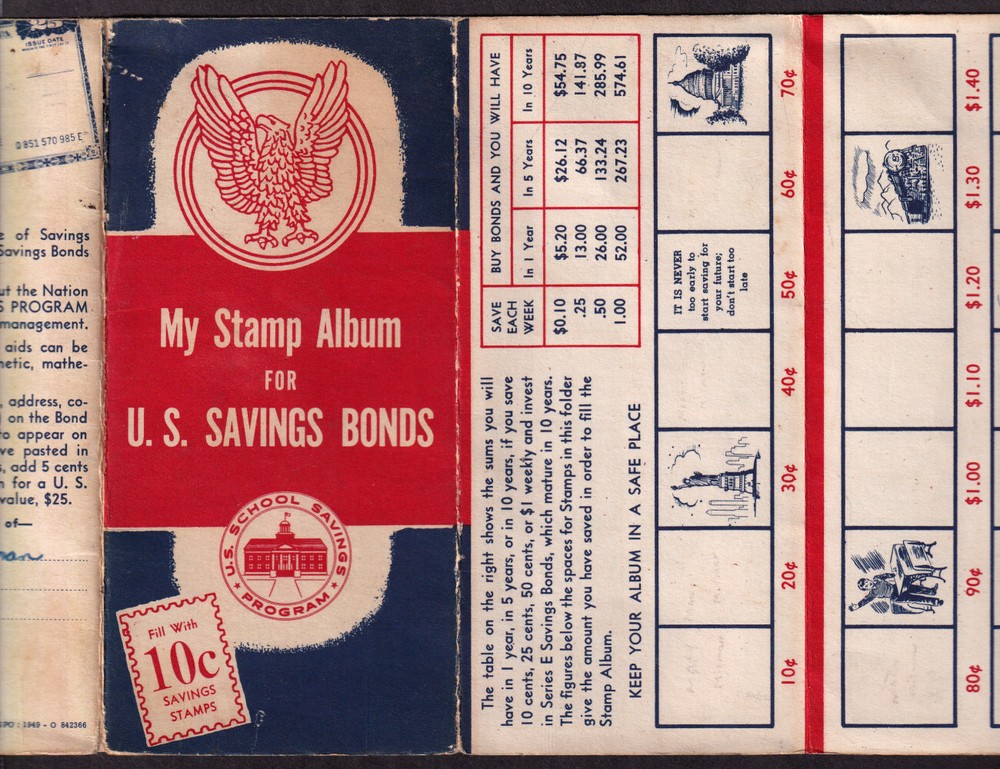 ISSUE DATE
Q 851 570 985 E
e of Savings
Savings Bonds
ut the Nation
S PROGRAM
management.
aids can be
netic, mathe-
, address, co-
on the Bond
o appear on
ve pasted in
s, add 5 cents
n for a U. S.
value, $25.
of—
GPO : 1949 - O 842366
My Stamp Album
FOR
U. S. SAVINGS BONDS
U.S. SCHOOL SAVINGS
★ PROGRAM ★
Fill With
10c
SAVINGS
STAMPS
The table on the right shows the sums you will
have in 1 year, in 5 years, or in 10 years, if you save
10 cents, 25 cents, 50 cents, or $1 weekly and invest
in Series E Savings Bonds, which mature in 10 years.
The figures below the spaces for Stamps in this folder
give the amount you have saved in order to fill the
Stamp Album.
KEEP YOUR ALBUM IN A SAFE PLACE
SAVE EACH WEEK
BUY BONDS AND YOU WILL HAVE
In 1 Year In 5 Years In 10 Years
$0.10 $5.20 $26.12 $54.75
.25 13.00 66.37 141.87
.50 26.00 133.24 285.99
1.00 52.00 267.23 574.61
IT IS NEVER
too early to
start saving for
your future;
don't start too
late
10¢ 20¢ 30¢ 40¢ 50¢ 60¢ 70¢
80¢ 90¢ $1.00 $1.10 $1.20 $1.30 $1.40